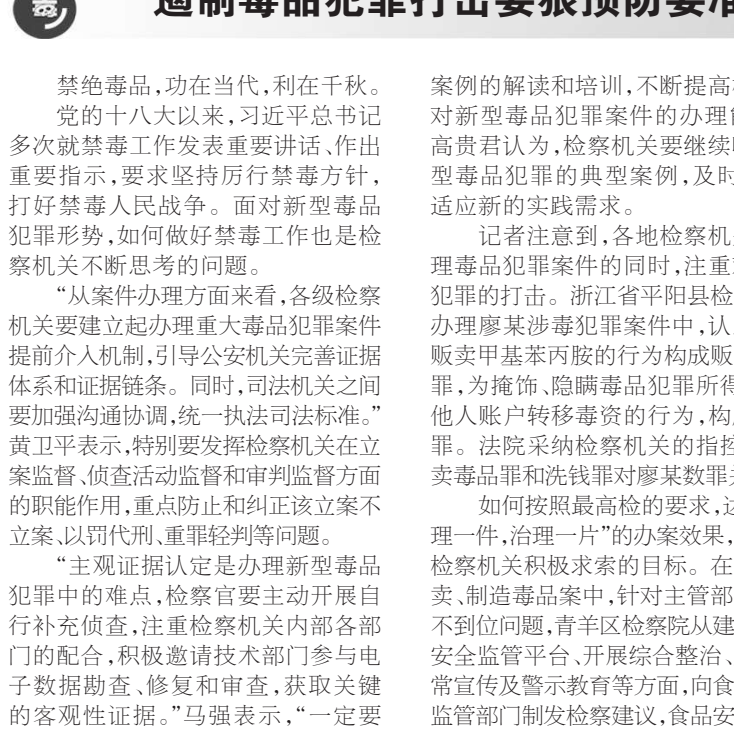 毒
遏制毒品犯罪打击要狠预防要准
禁绝毒品,功在当代,利在千秋。
党的十八大以来,习近平总书记
多次就禁毒工作发表重要讲话、作出
重要指示,要求坚持厉行禁毒方针,
打好禁毒人民战争。面对新型毒品
犯罪形势,如何做好禁毒工作也是检
察机关不断思考的问题。
“从案件办理方面来看,各级检察
机关要建立起办理重大毒品犯罪案件
提前介入机制,引导公安机关完善证据
体系和证据链条。同时,司法机关之间
要加强沟通协调,统一执法司法标准。”
黄卫平表示,特别要发挥检察机关在立
案监督、侦查活动监督和审判监督方面
的职能作用,重点防止和纠正该立案不
立案、以罚代刑、重罪轻判等问题。
“主观证据认定是办理新型毒品
犯罪中的难点,检察官要主动开展自
行补充侦查,注重检察机关内部各部
门的配合,积极邀请技术部门参与电
子数据勘查、修复和审查,获取关键
的客观性证据。”马强表示,“一定要
案例的解读和培训,不断提高
对新型毒品犯罪案件的办理
高贵君认为,检察机关要继续
型毒品犯罪的典型案例,及时
适应新的实践需求。
记者注意到,各地检察机
理毒品犯罪案件的同时,注重
犯罪的打击。浙江省平阳县检
办理廖某涉毒犯罪案件中,认
贩卖甲基苯丙胺的行为构成贩
罪,为掩饰、隐瞒毒品犯罪所得
他人账户转移毒资的行为,构
罪。法院采纳检察机关的指控
卖毒品罪和洗钱罪对廖某数罪
如何按照最高检的要求,达
理一件,治理一片”的办案效果,
检察机关积极求索的目标。在
卖、制造毒品案中,针对主管部
不到位问题,青羊区检察院从建
安全监管平台、开展综合整治、
常宣传及警示教育等方面,向食
监管部门制发检察建议,食品安